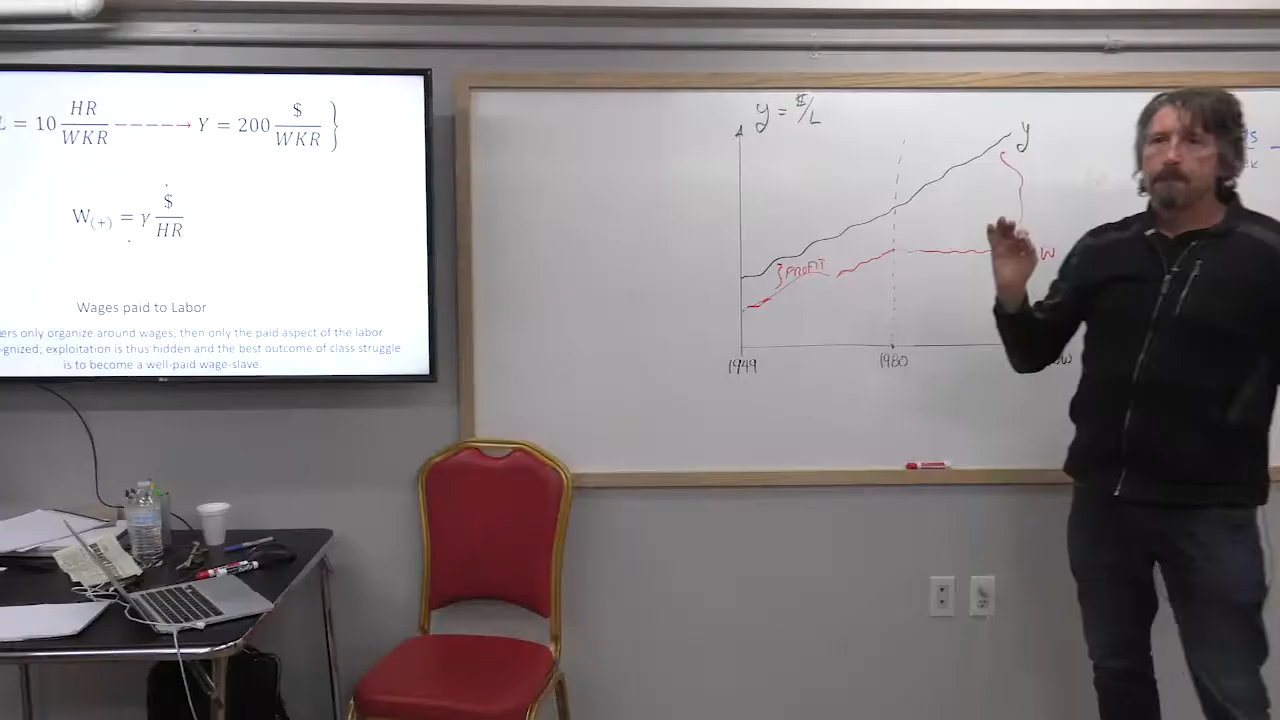 = 10 HR/WKR -----→ Y = 200 $/WKR }
W(+) = γ $/HR
Wages paid to Labor
ers only organize around wages, then only the paid aspect of the labor
-gnized; exploitation is thus hidden and the best outcome of class struggle
is to become a well-paid wage-slave.
y = $/L
y
} PROFIT
W
1949
1980